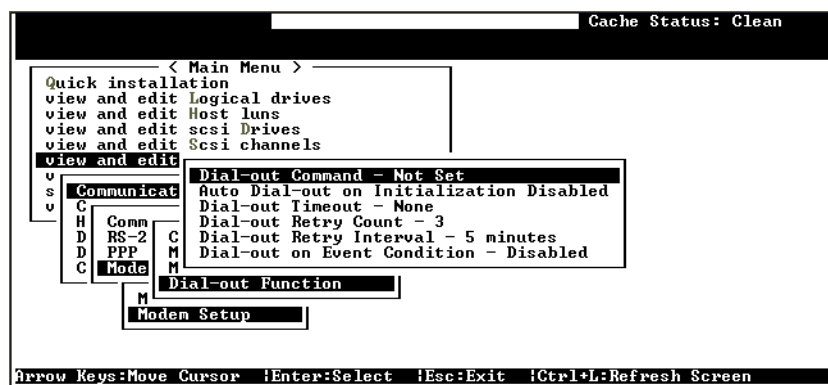 Cache Status: Clean
< Main Menu >
Quick installation
view and edit Logical drives
view and edit Host luns
view and edit scsi Drives
view and edit Scsi channels
view and edit
v
s
v
Communicat
C
H
D
D
C
Comm
RS-2
PPP
Mode
C
M
M
Dial-out Command - Not Set
Auto Dial-out on Initialization Disabled
Dial-out Timeout - None
Dial-out Retry Count - 3
Dial-out Retry Interval - 5 minutes
Dial-out on Event Condition - Disabled
Dial-out Function
M
Modem Setup
Arrow Keys:Move Cursor |Enter:Select |Esc:Exit |Ctrl+L:Refresh Screen